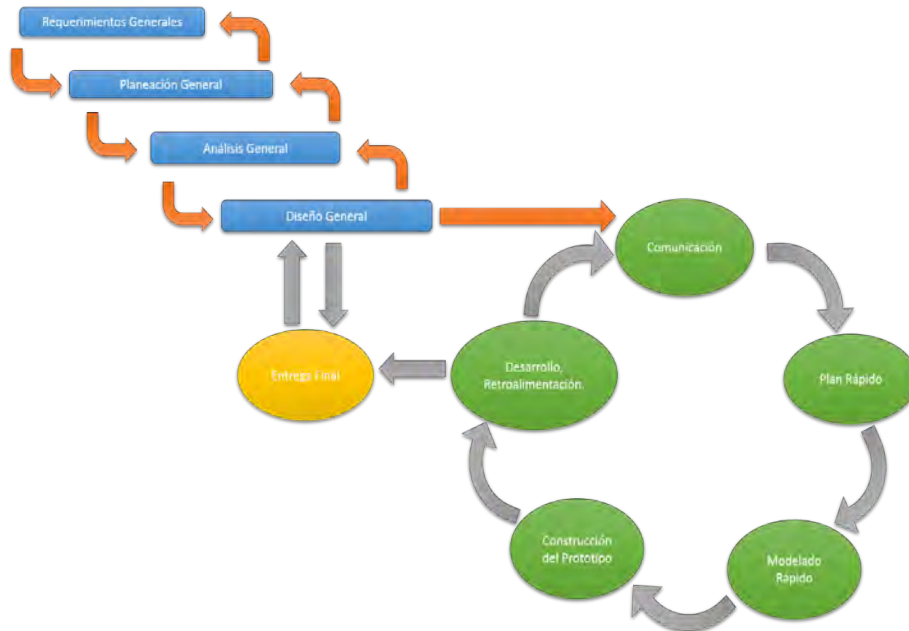 Requerimientos Generales
Planeación General
Análisis General
Diseño General
Comunicación
Entrega Final
Desarrollo,
Retroalimentación.
Plan Rápido
Construcción
del Prototipo
Modelado
Rápido